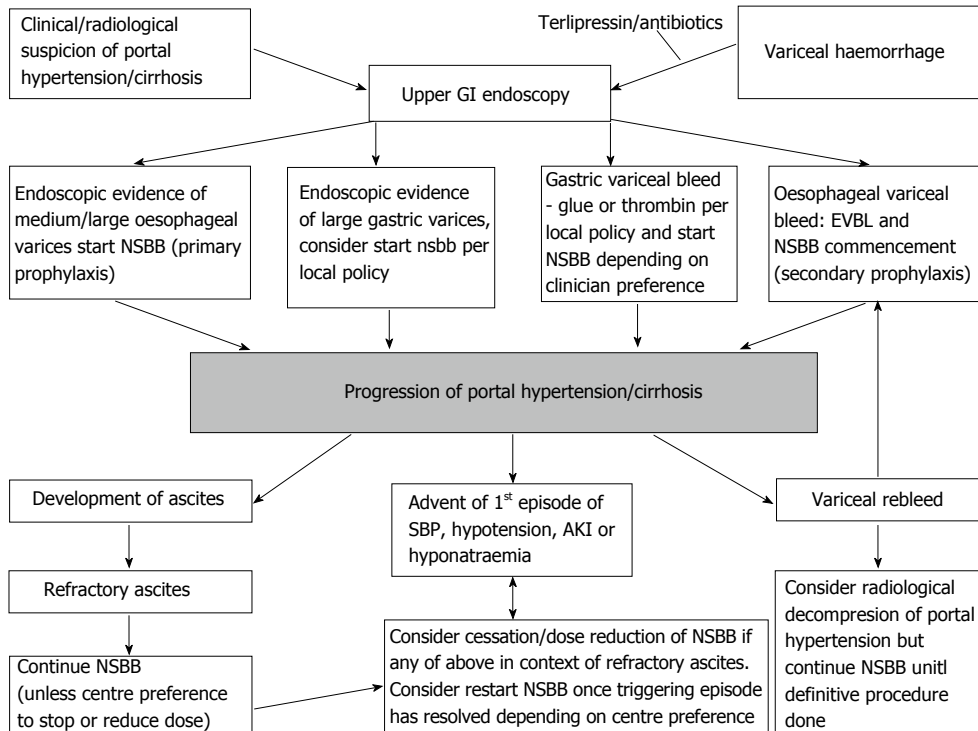 Clinical/radiological
suspicion of portal
hypertension/cirrhosis
Terlipressin/antibiotics
Variceal haemorrhage
Upper GI endoscopy
Endoscopic evidence of
medium/large oesophageal
varices start NSBB (primary
prophylaxis)
Endoscopic evidence
of large gastric varices,
consider start nsbb per
local policy
Gastric variceal bleed
- glue or thrombin per
local policy and start
NSBB depending on
clinician preference
Oesophageal variceal
bleed: EVBL and
NSBB commencement
(secondary prophylaxis)
Progression of portal hypertension/cirrhosis
Development of ascites
Advent of 1st episode of
SBP, hypotension, AKI or
hyponatraemia
Variceal rebleed
Refractory ascites
Continue NSBB
(unless centre preference
to stop or reduce dose)
Consider cessation/dose reduction of NSBB if
any of above in context of refractory ascites.
Consider restart NSBB once triggering episode
has resolved depending on centre preference
Consider radiological
decompresion of portal
hypertension but
continue NSBB unitl
definitive procedure
done